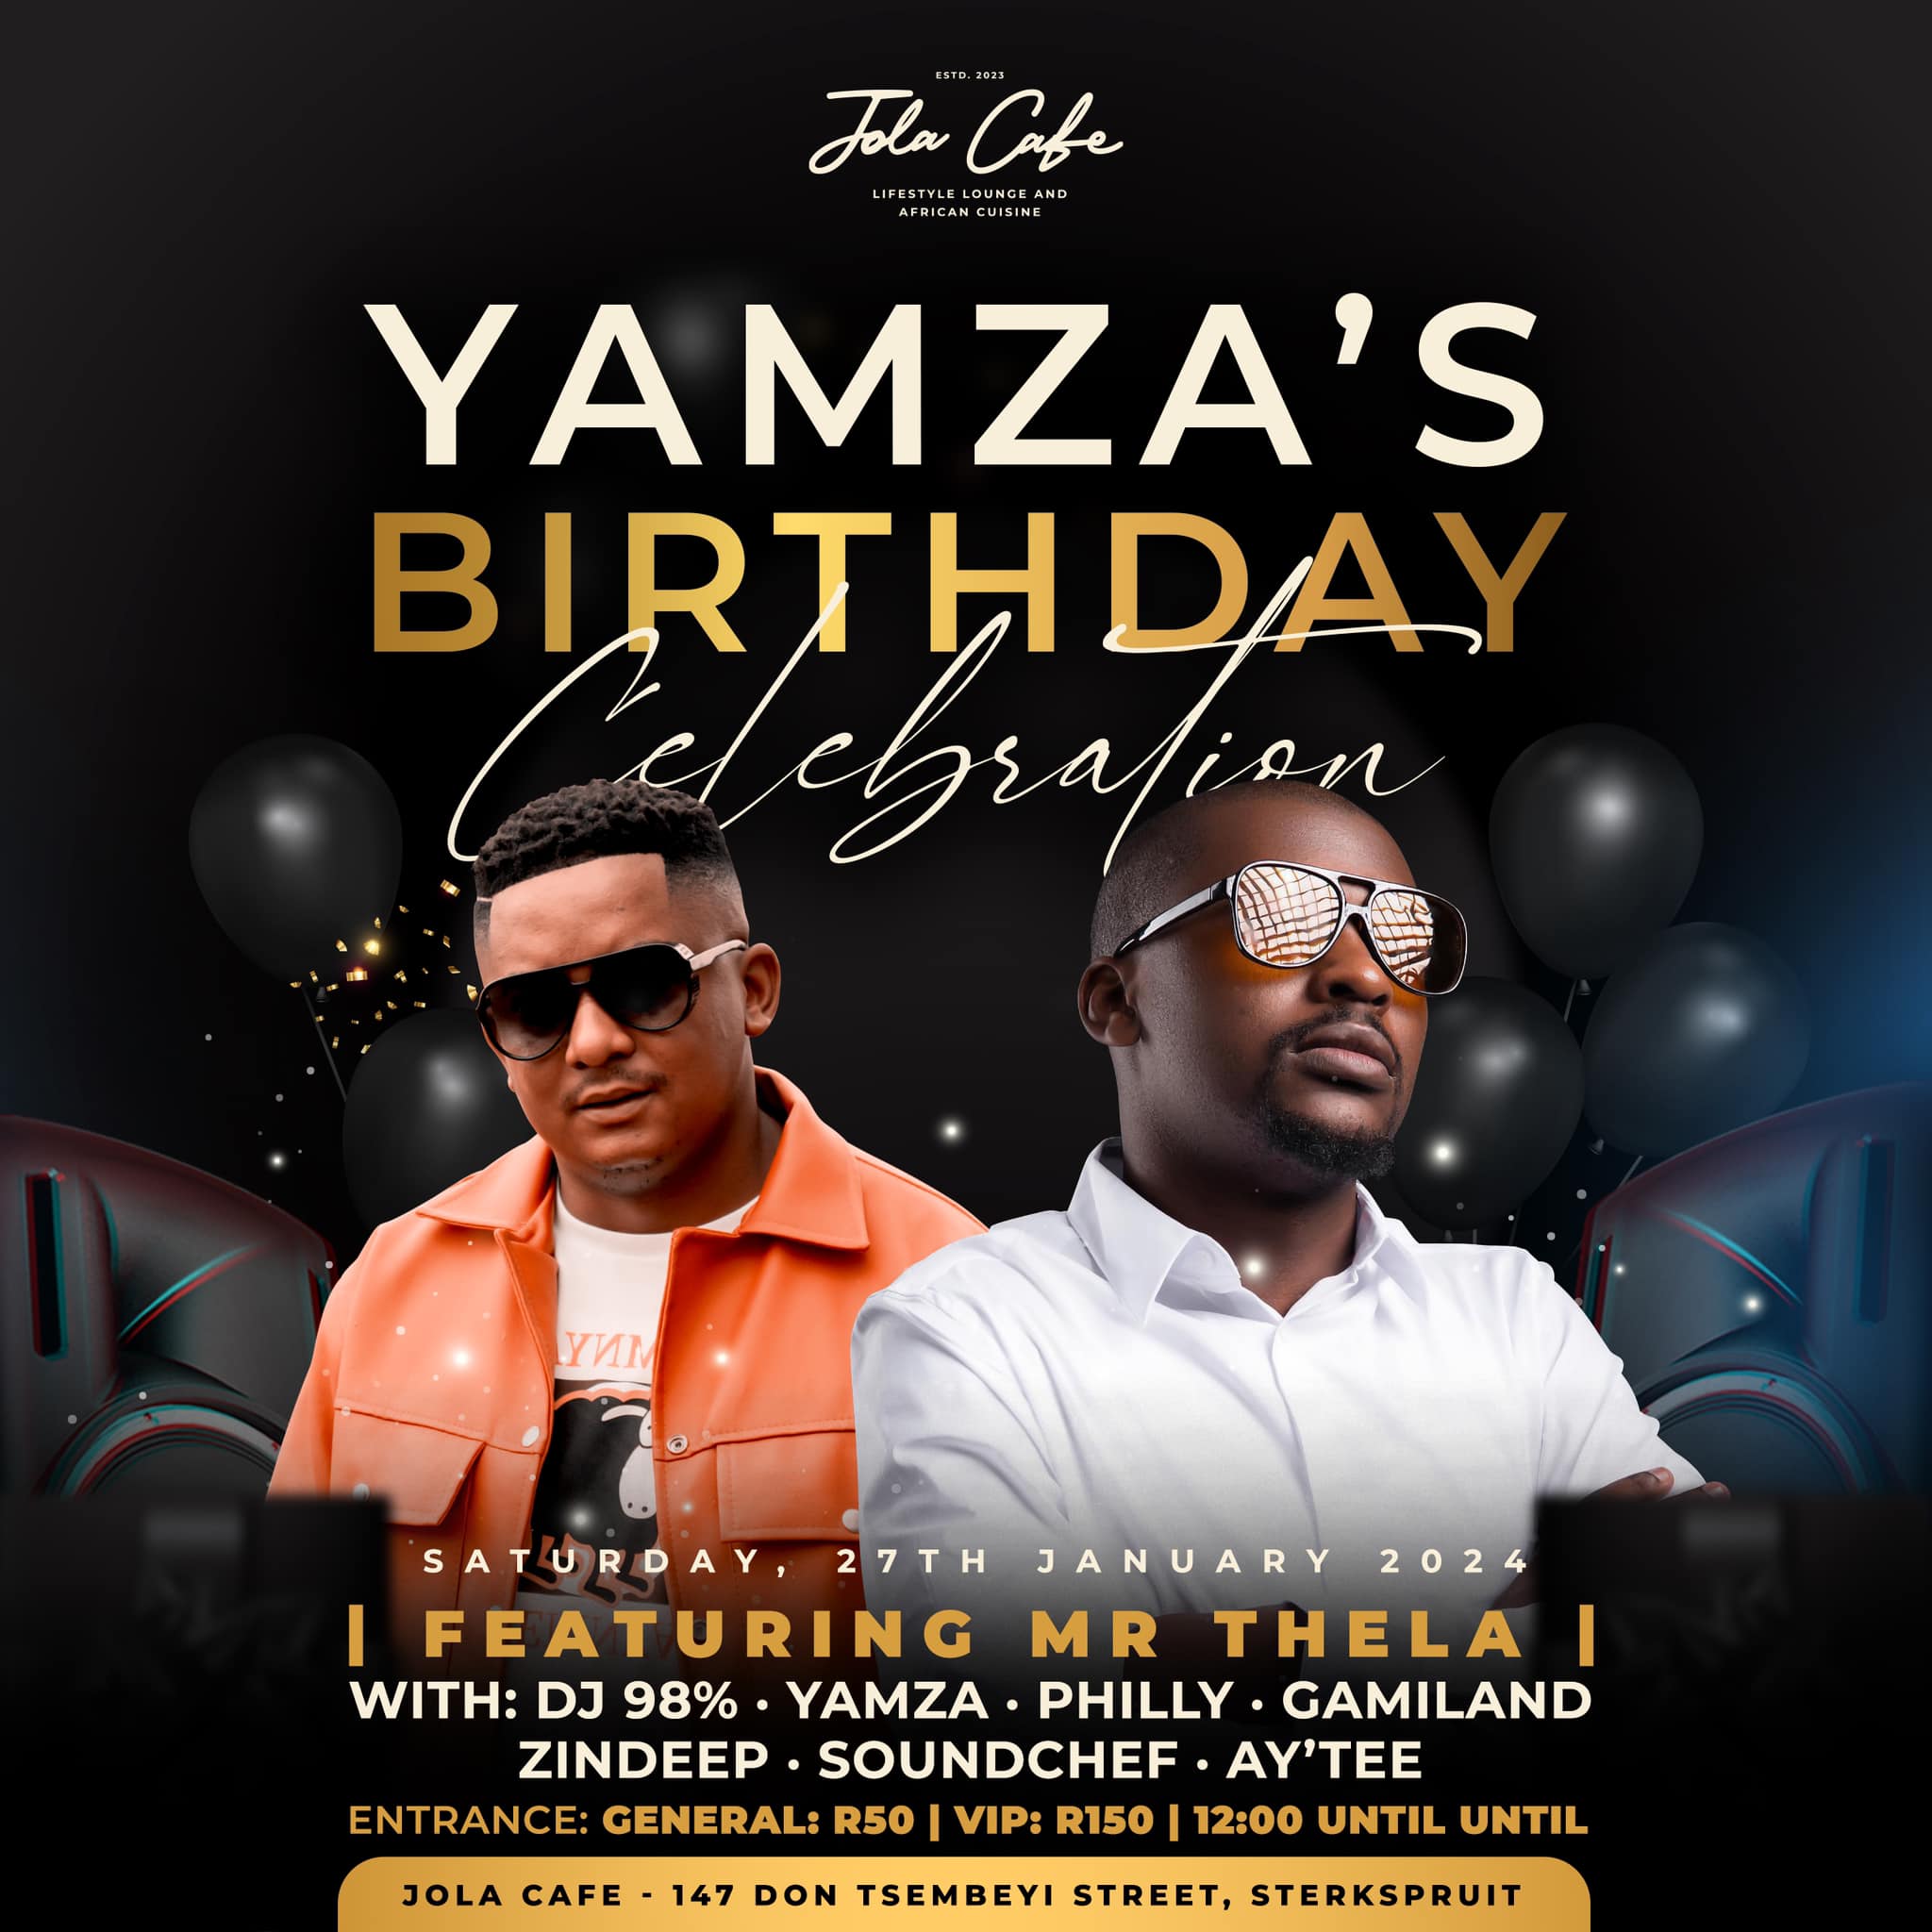 ESTD. 2023
Jola Cafe
LIFESTYLE LOUNGE AND
AFRICAN CUISINE
YAMZA’S
BIRTHDAY
Celebration
SATURDAY, 27TH JANUARY 2024
| FEATURING MR THELA |
WITH: DJ 98% • YAMZA • PHILLY • GAMILAND
ZINDEEP • SOUNDCHEF • AY’TEE
ENTRANCE: GENERAL: R50 | VIP: R150 | 12:00 UNTIL UNTIL
JOLA CAFE - 147 DON TSEMBEYI STREET, STERKSPRUIT